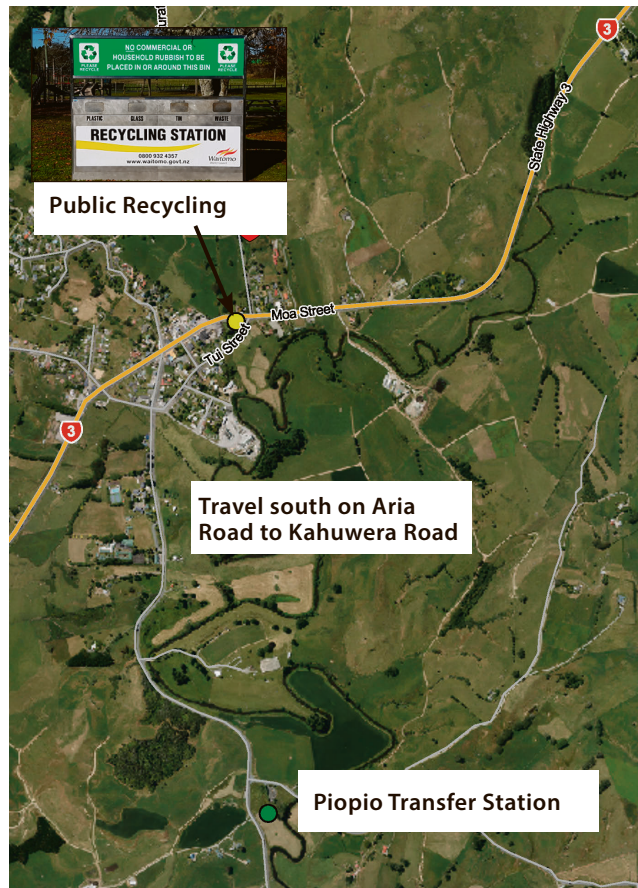 NO COMMERCIAL OR
HOUSEHOLD RUBBISH TO BE
PLACED IN OR AROUND THIS BIN
PLEASE
RECYCLE
PLEASE
RECYCLE
PLASTIC
GLASS
TIN
WASTE
RECYCLING STATION
0800 932 4357
www.waitomo.govt.nz
Waitomo
Public Recycling
3
State Highway 3
Moa Street
Tui Street
3
Travel south on Aria
Road to Kahuwera Road
Piopio Transfer Station